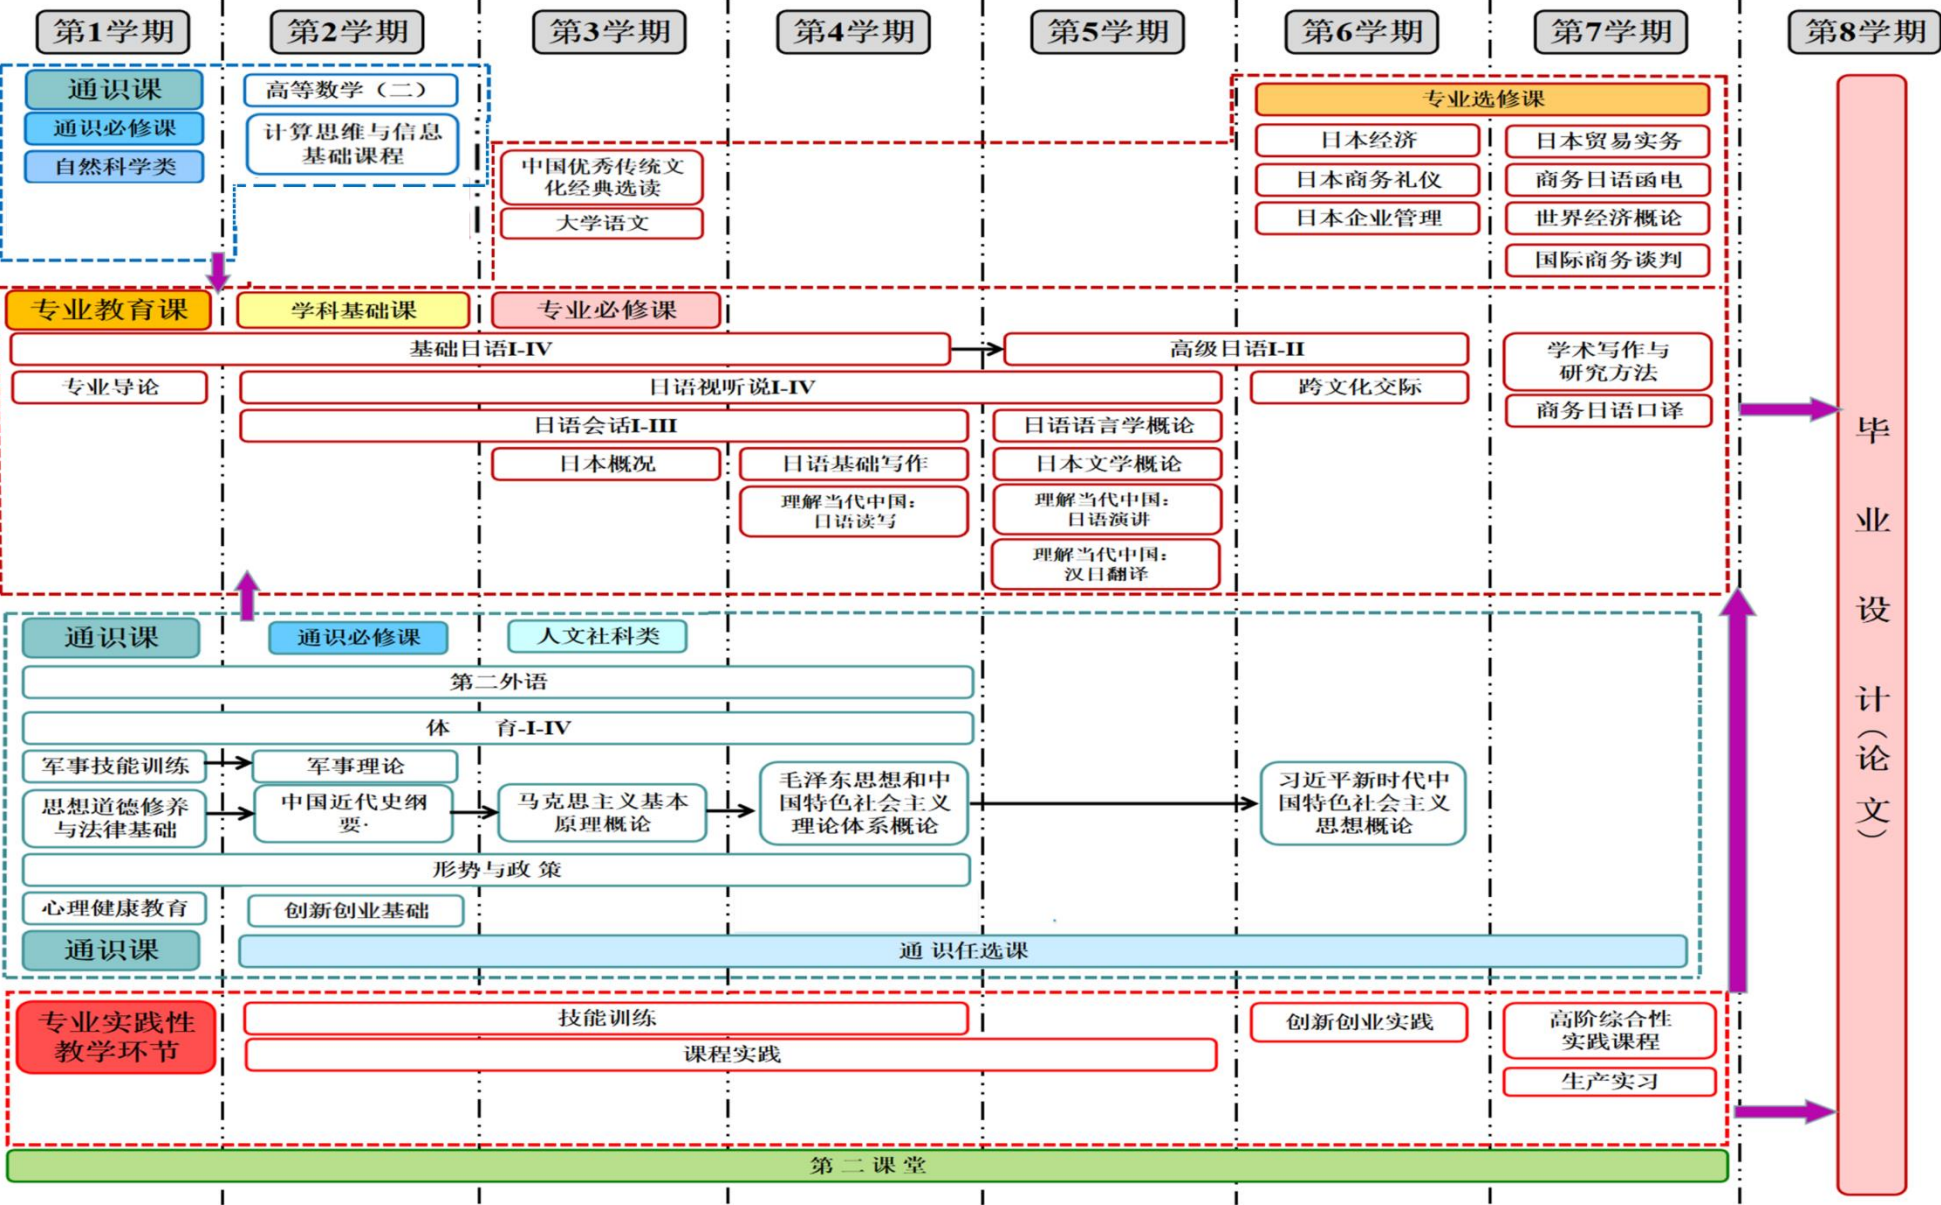 第1学期
第2学期
第3学期
第4学期
第5学期
第6学期
第7学期
第8学期
通识课
通识必修课
自然科学类
高等数学（二）
计算思维与信息
基础课程
中国优秀传统文
化经典选读
大学语文
专业选修课
日本经济
日本商务礼仪
日本企业管理
日本贸易实务
商务日语函电
世界经济概论
国际商务谈判
专业教育课
学科基础课
专业必修课
基础日语I-IV
高级日语I-II
学术写作与
研究方法
专业导论
日语视听说I-IV
跨文化交际
商务日语口译
日语会话I-III
日语语言学概论
日本概况
日语基础写作
日本文学概论
理解当代中国：
日语读写
理解当代中国：
日语演讲
理解当代中国：
汉日翻译
通识课
通识必修课
人文社科类
第二外语
体 育-I-IV
军事技能训练
军事理论
思想道德修养
与法律基础
中国近代史纲
要·
马克思主义基本
原理概论
毛泽东思想和中
国特色社会主义
理论体系概论
习近平新时代中
国特色社会主义
思想概论
形势与政 策
心理健康教育
创新创业基础
通识课
通 识任选课
专业实践性
教学环节
技能训练
课程实践
创新创业实践
高阶综合性
实践课程
生产实习
第 二 课 堂
毕业设计（论文）